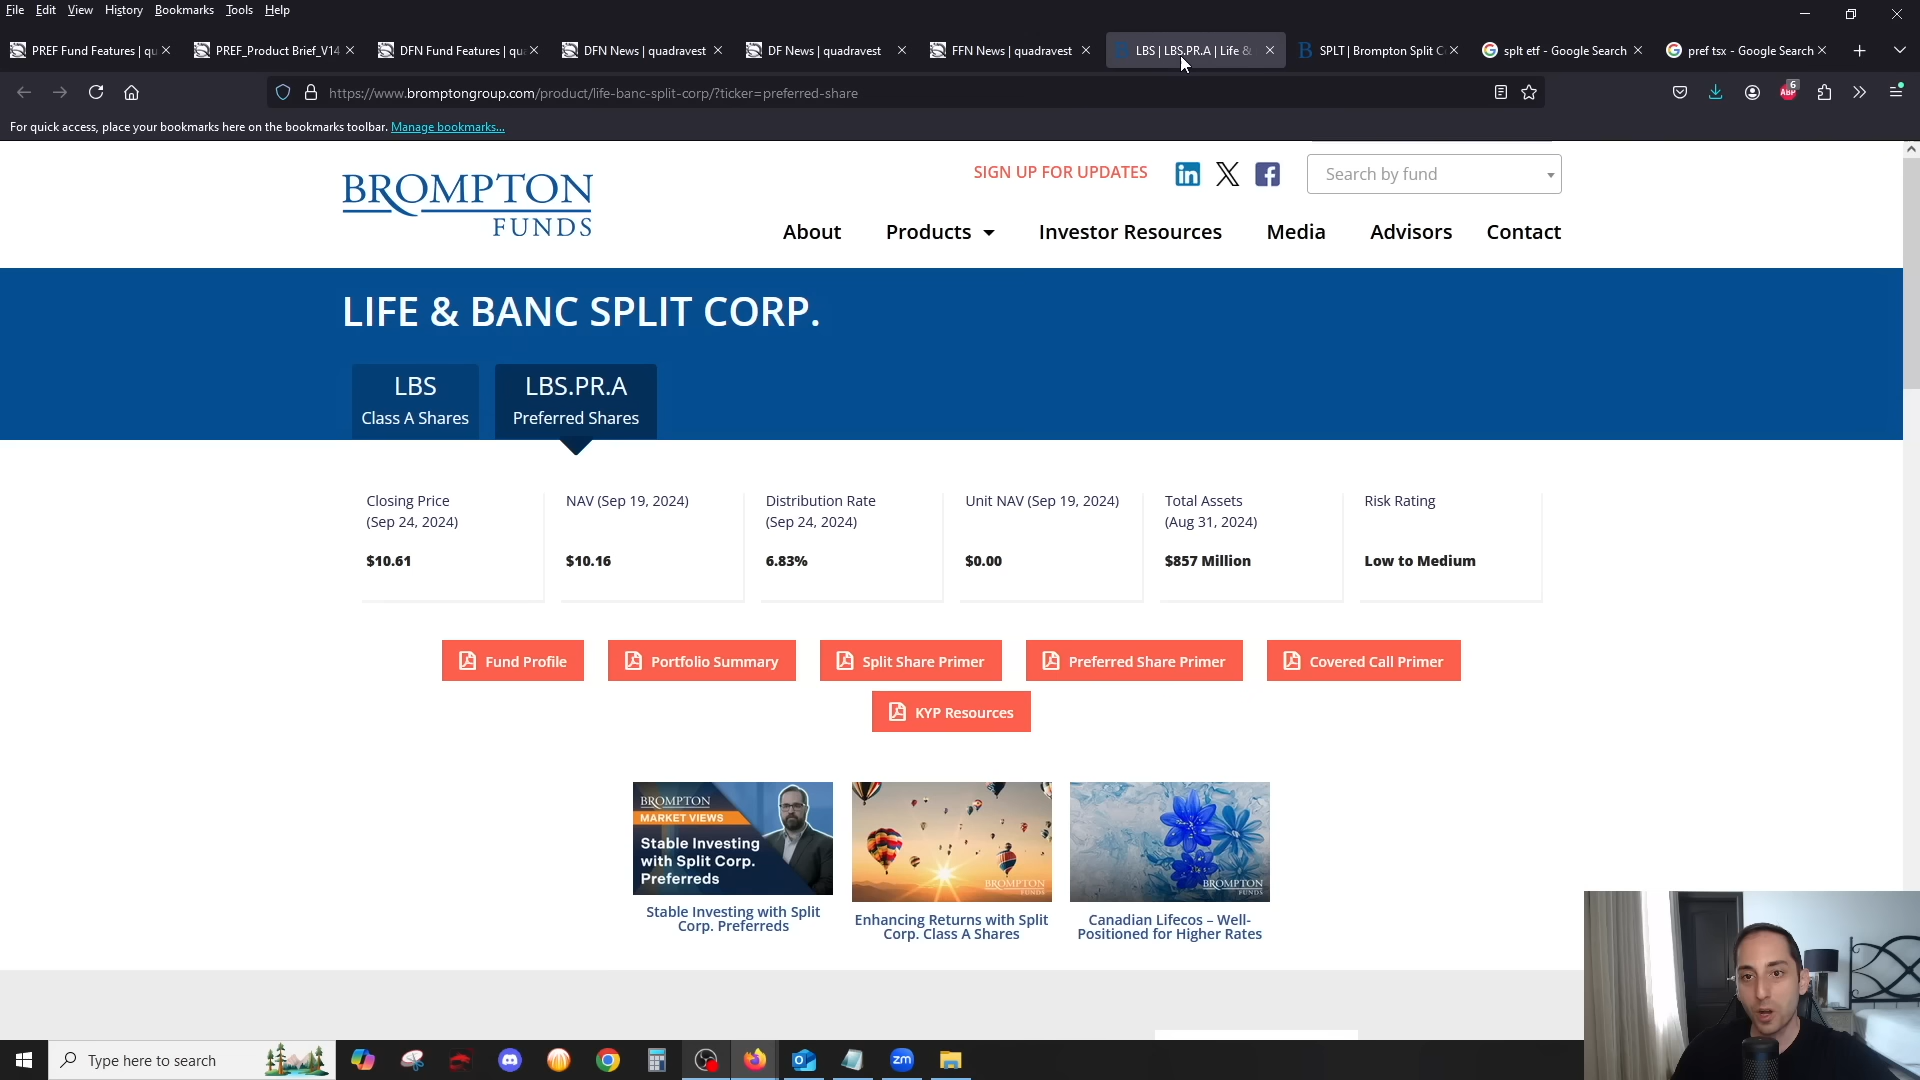 File Edit View History Bookmarks Tools Help
PREF Fund Features | qu
PREF_Product Brief_V14
DFN Fund Features | qua
DFN News | quadravest
DF News | quadravest
FFN News | quadravest
LBS | LBS.PR.A | Life &
SPLT | Brompton Split C
splt etf - Google Search
pref tsx - Google Search
https://www.bromptongroup.com/product/life-banc-split-corp/?ticker=preferred-share
ABP
6
For quick access, place your bookmarks here on the bookmarks toolbar. Manage bookmarks...
BROMPTON
FUNDS
SIGN UP FOR UPDATES
Search by fund
About Products Investor Resources Media Advisors Contact
LIFE & BANC SPLIT CORP.
LBS
Class A Shares
LBS.PR.A
Preferred Shares
Closing Price
(Sep 24, 2024)
$10.61
NAV (Sep 19, 2024)
$10.16
Distribution Rate
(Sep 24, 2024)
6.83%
Unit NAV (Sep 19, 2024)
$0.00
Total Assets
(Aug 31, 2024)
$857 Million
Risk Rating
Low to Medium
Fund Profile
Portfolio Summary
Split Share Primer
Preferred Share Primer
Covered Call Primer
KYP Resources
BROMPTON
MARKET VIEWS
Stable Investing
with Split Corp.
Preferreds
Stable Investing with Split
Corp. Preferreds
BROMPTON
FUNDS
Enhancing Returns with Split
Corp. Class A Shares
BROMPTON
FUNDS
Canadian Lifecos – Well-
Positioned for Higher Rates
Type here to search
zm